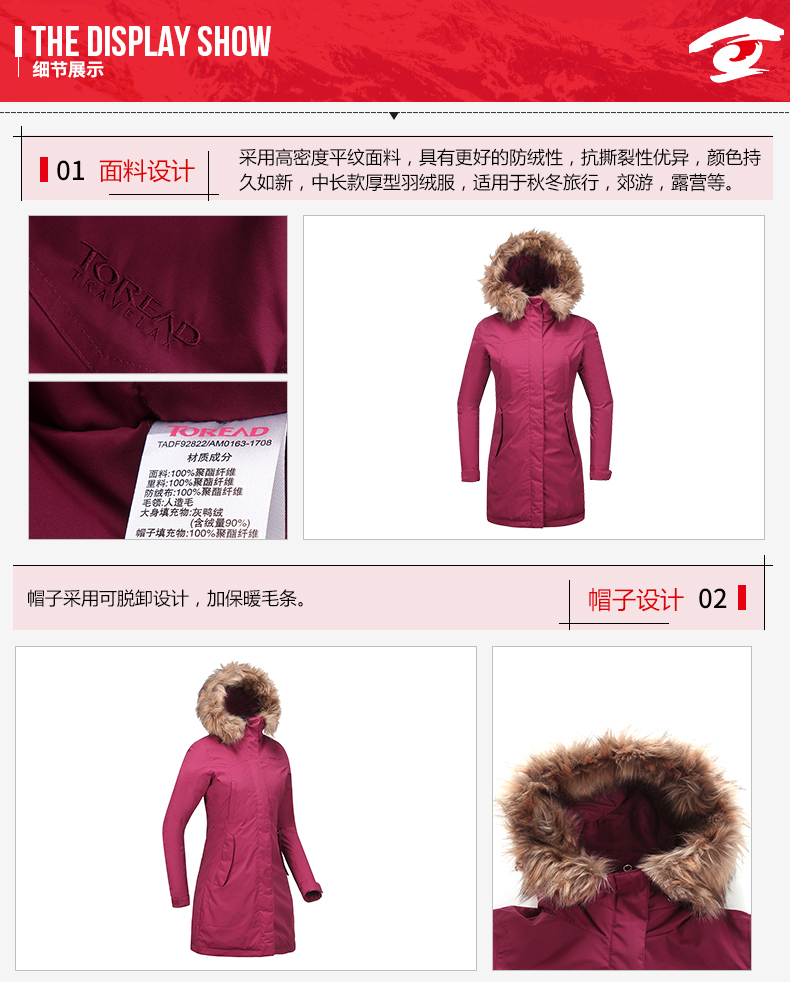 THE DISPLAY SHOW
细节展示
01 面料设计
采用高密度平纹面料，具有更好的防绒性，抗撕裂性优异，颜色持
久如新，中长款厚型羽绒服，适用于秋冬旅行，郊游，露营等。
TOREAD
TRAVELAX
TOREAD
TADF92822/AM0163-1708
材质成分
面料:100%聚酯纤维
里料:100%聚酯纤维
防绒布:100%聚酯纤维
毛领:人造毛
大身填充物:灰鸭绒
(含绒量90%)
帽子填充物:100%聚酯纤维
帽子采用可脱卸设计，加保暖毛条。
帽子设计 02